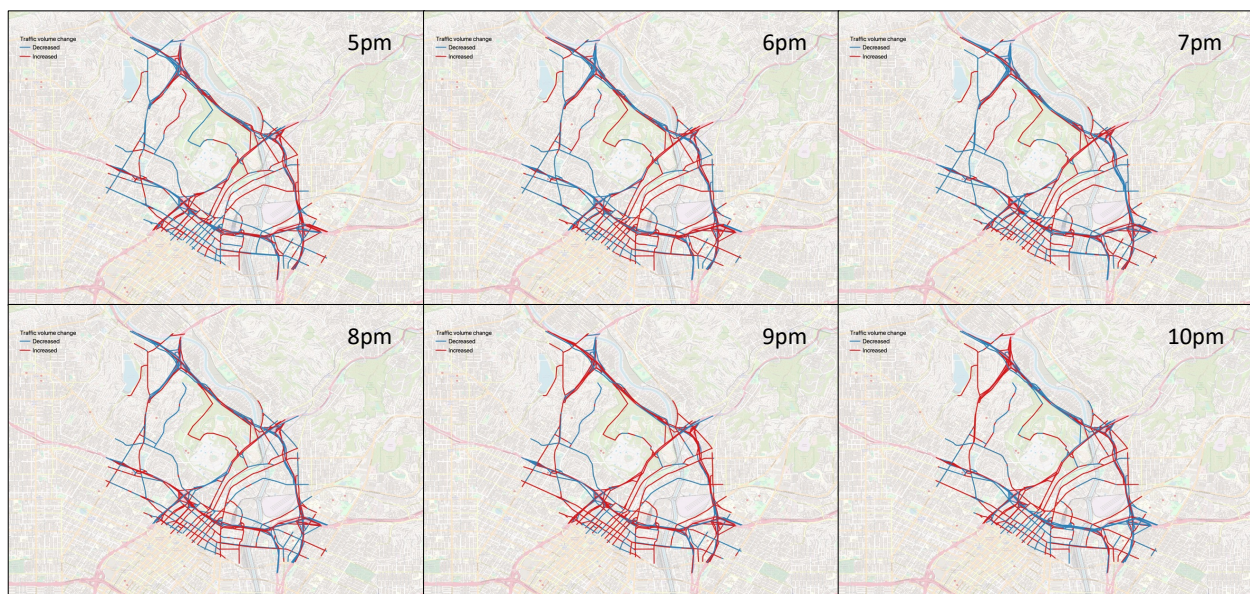 Traffic volume change
Decreased
Increased
5pm
Traffic volume change
Decreased
Increased
6pm
Traffic volume change
Decreased
Increased
7pm
Traffic volume change
Decreased
Increased
8pm
Traffic volume change
Decreased
Increased
9pm
Traffic volume change
Decreased
Increased
10pm